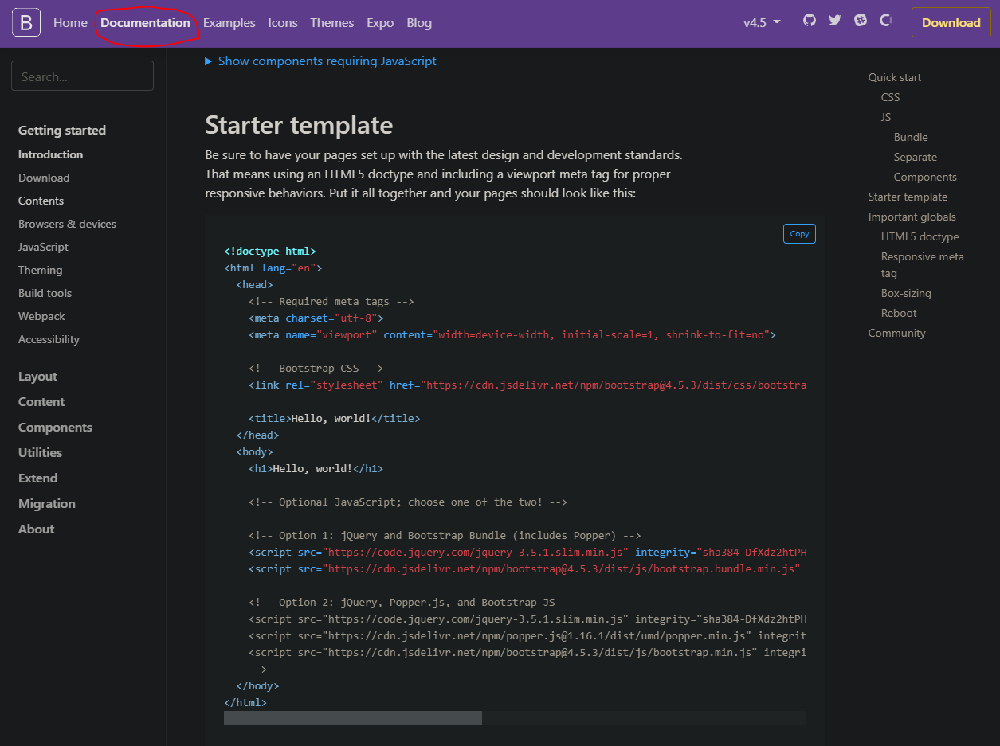 B Home Documentation Examples Icons Themes Expo Blog v4.5 Download
Search...
Getting started
Introduction
Download
Contents
Browsers & devices
JavaScript
Theming
Build tools
Webpack
Accessibility
Layout
Content
Components
Utilities
Extend
Migration
About
Show components requiring JavaScript
Starter template
Be sure to have your pages set up with the latest design and development standards.
That means using an HTML5 doctype and including a viewport meta tag for proper
responsive behaviors. Put it all together and your pages should look like this:
Copy
<!doctype html>
<html lang="en">
  <head>
    <!-- Required meta tags -->
    <meta charset="utf-8">
    <meta name="viewport" content="width=device-width, initial-scale=1, shrink-to-fit=no">
    <!-- Bootstrap CSS -->
    <link rel="stylesheet" href="https://cdn.jsdelivr.net/npm/bootstrap@4.5.3/dist/css/bootstra
    <title>Hello, world!</title>
  </head>
  <body>
    <h1>Hello, world!</h1>
    <!-- Optional JavaScript; choose one of the two! -->
    <!-- Option 1: jQuery and Bootstrap Bundle (includes Popper) -->
    <script src="https://code.jquery.com/jquery-3.5.1.slim.min.js" integrity="sha384-DfXdz2htPH
    <script src="https://cdn.jsdelivr.net/npm/bootstrap@4.5.3/dist/js/bootstrap.bundle.min.js"
    <!-- Option 2: jQuery, Popper.js, and Bootstrap JS
    <script src="https://code.jquery.com/jquery-3.5.1.slim.min.js" integrity="sha384-DfXdz2htPH
    <script src="https://cdn.jsdelivr.net/npm/popper.js@1.16.1/dist/umd/popper.min.js" integrit
    <script src="https://cdn.jsdelivr.net/npm/bootstrap@4.5.3/dist/js/bootstrap.min.js" integri
    -->
  </body>
</html>
Quick start
CSS
JS
Bundle
Separate
Components
Starter template
Important globals
HTML5 doctype
Responsive meta
tag
Box-sizing
Reboot
Community